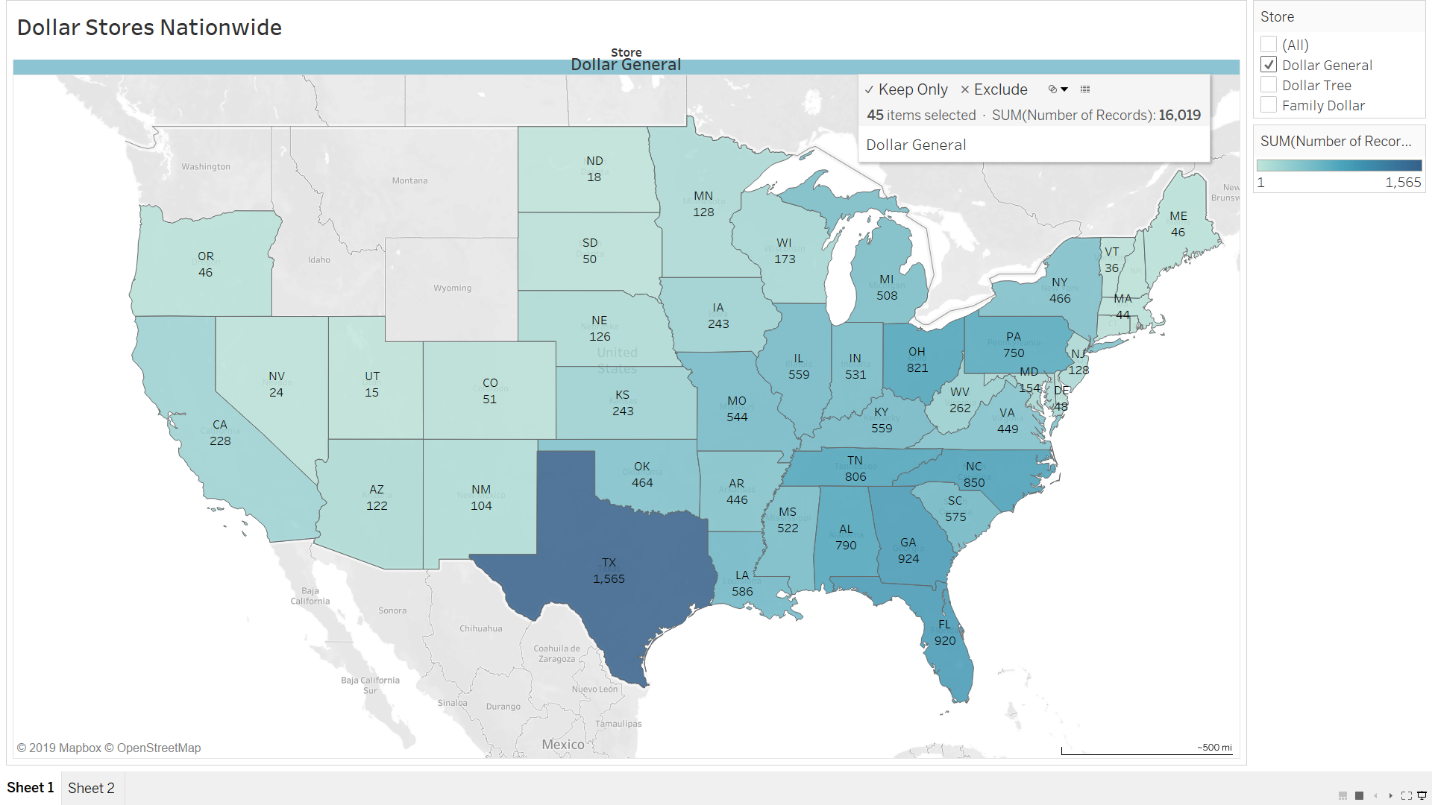 Dollar Stores Nationwide
Store
Dollar General
Keep Only
Exclude
45 items selected · SUM(Number of Records): 16,019
Dollar General
Store
(All)
Dollar General
Dollar Tree
Family Dollar
SUM(Number of Recor...
1
1,565
Washington
Montana
Idaho
Wyoming
United
States
New
Brunsw
ND
18
MN
128
SD
50
WI
173
OR
46
ME
46
VT
36
NY
466
MI
508
MA
44
NE
126
IA
243
PA
750
NJ
128
OH
821
IL
559
IN
531
MD
154
DE
48
NV
24
UT
15
CO
51
KS
243
MO
544
WV
262
VA
449
KY
559
CA
228
TN
806
NC
850
OK
464
AR
446
AZ
122
NM
104
SC
575
MS
522
AL
790
GA
924
TX
1,565
LA
586
FL
920
Baja
California
Sonora
Chihuahua
Coahuila de
Zaragoza
Baja California
Sur
Nuevo León
Sinaloa
Durango
Tamaulipas
Mexico
© 2019 Mapbox © OpenStreetMap
~500 mi
Sheet 1
Sheet 2